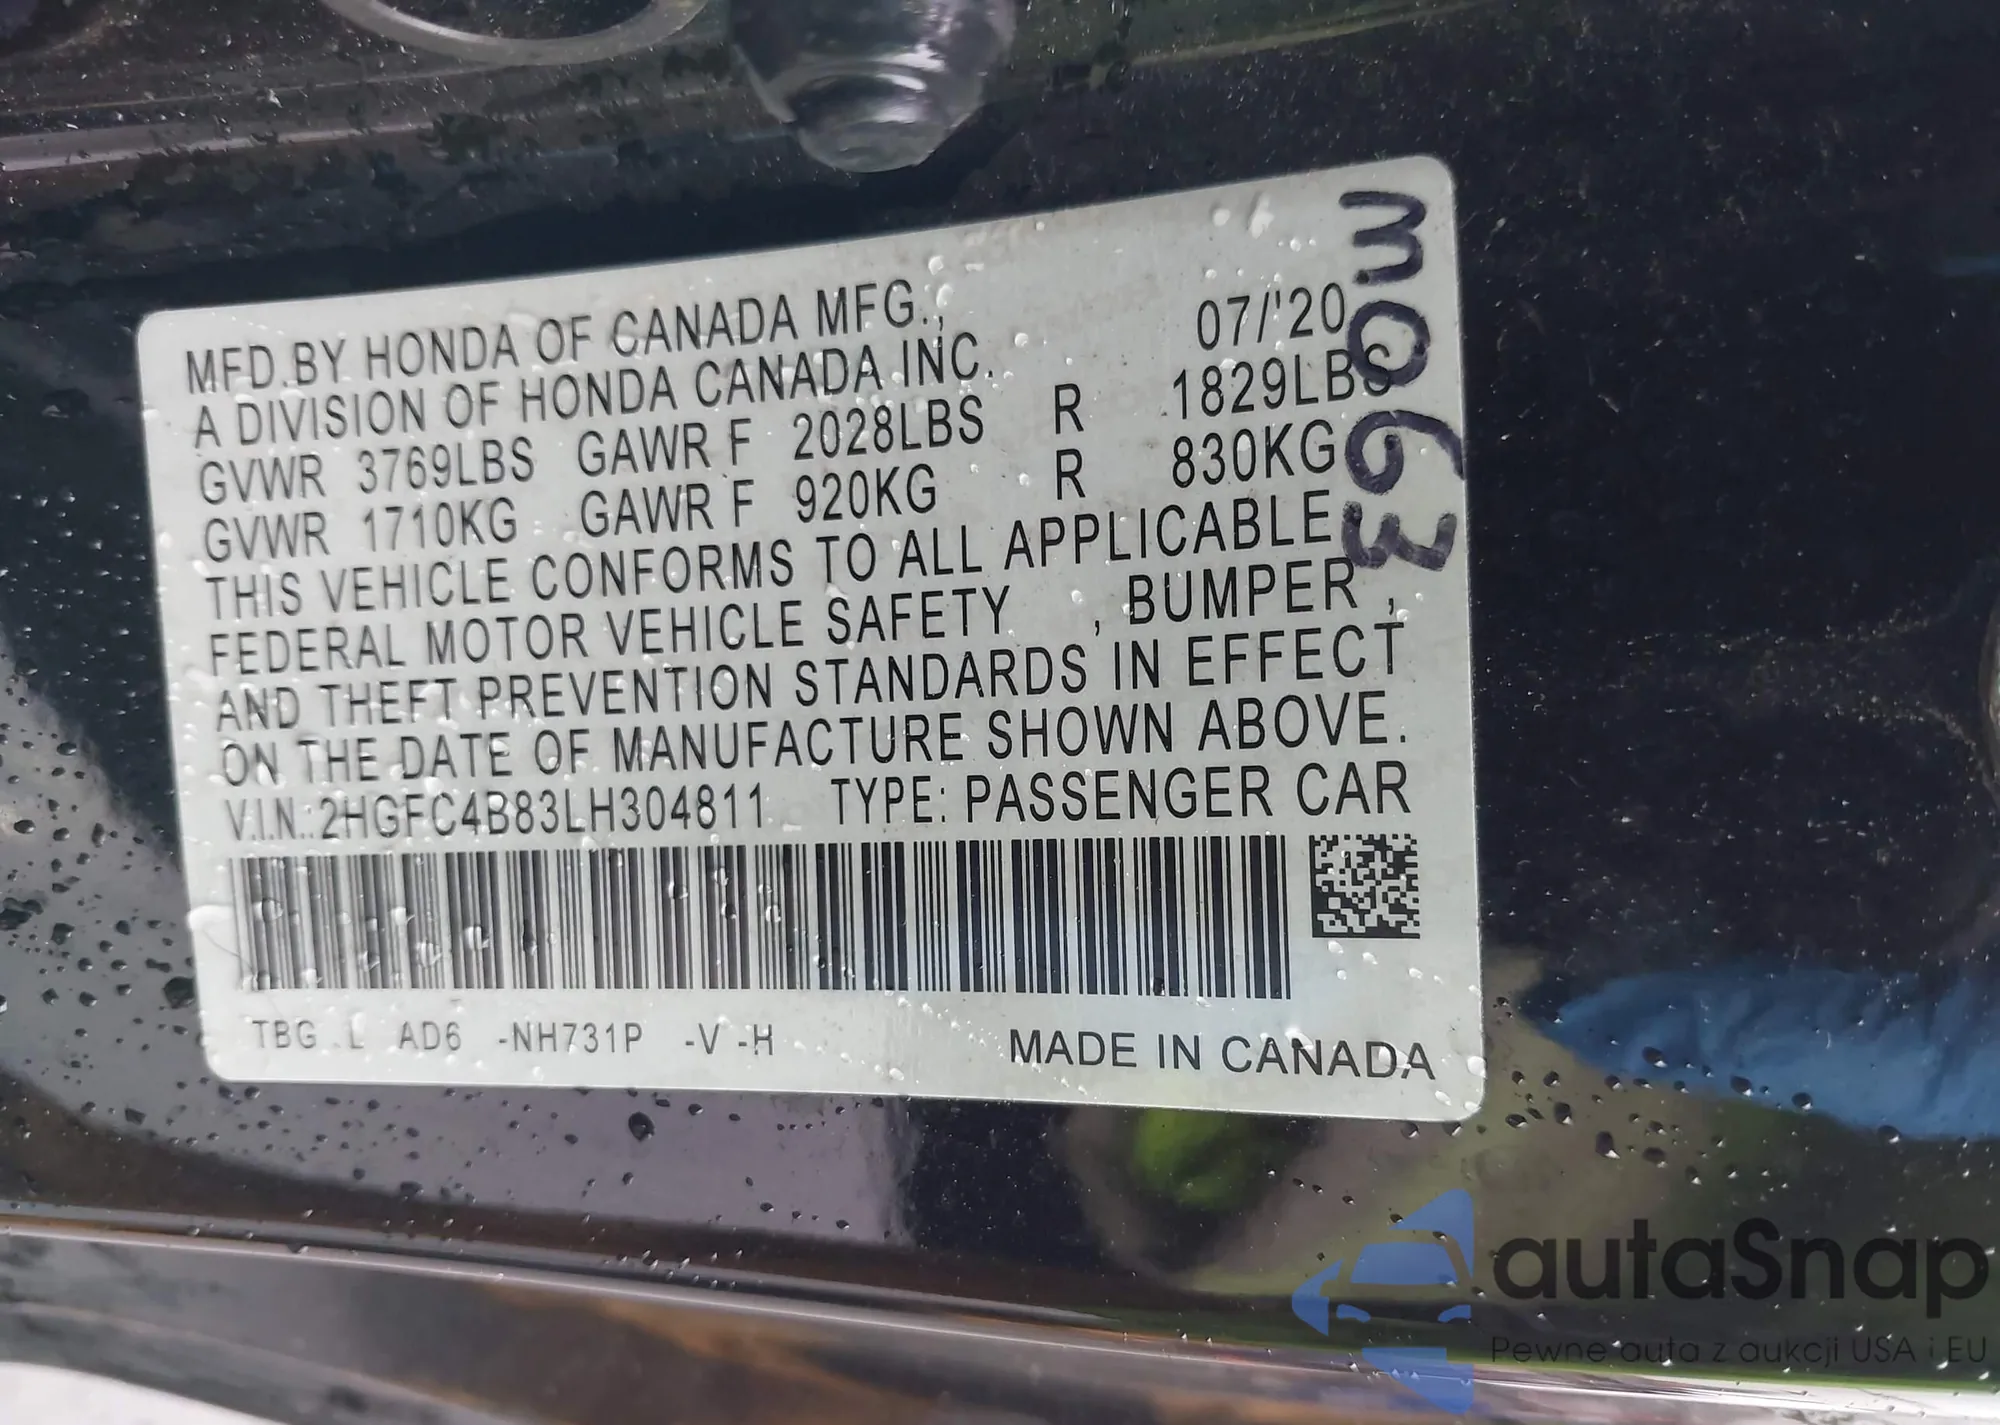 MFD.BY HONDA OF CANADA MFG., 07/'20
A DIVISION OF HONDA CANADA INC.
GVWR 3769LBS GAWR F 2028LBS R 1829LBS
GVWR 1710KG GAWR F 920KG R 830KG
THIS VEHICLE CONFORMS TO ALL APPLICABLE
FEDERAL MOTOR VEHICLE SAFETY , BUMPER ,
AND THEFT PREVENTION STANDARDS IN EFFECT
ON THE DATE OF MANUFACTURE SHOWN ABOVE.
V.I.N.:2HGFC4B83LH304811 TYPE: PASSENGER CAR
TBG L AD6 -NH731P -V -H MADE IN CANADA
M063
autaSnap
Pewne auta z aukcji USA i EU